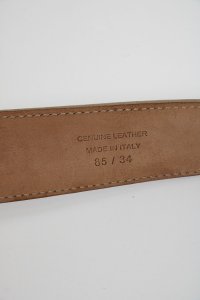 GENUINE LEATHER
MADE IN ITALY
85 / 34